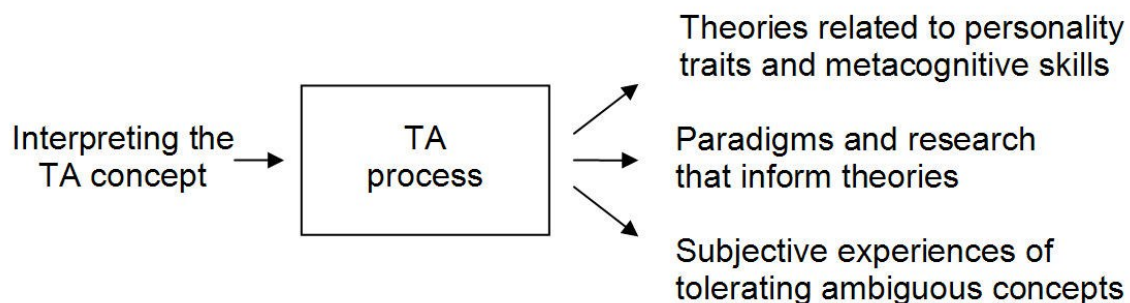 Interpreting the
TA concept
TA
process
Theories related to personality
traits and metacognitive skills
Paradigms and research
that inform theories
Subjective experiences of
tolerating ambiguous concepts